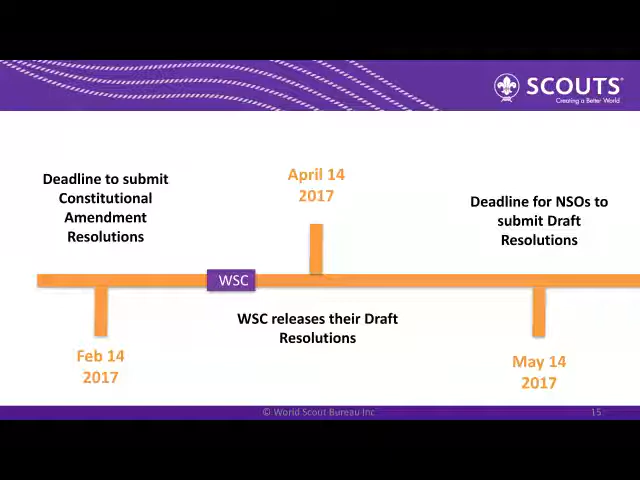 SCOUTS®
Creating a Better World
Deadline to submit
Constitutional
Amendment
Resolutions
April 14
2017
Deadline for NSOs to
submit Draft
Resolutions
WSC
WSC releases their Draft
Resolutions
Feb 14
2017
May 14
2017
© World Scout Bureau Inc
15